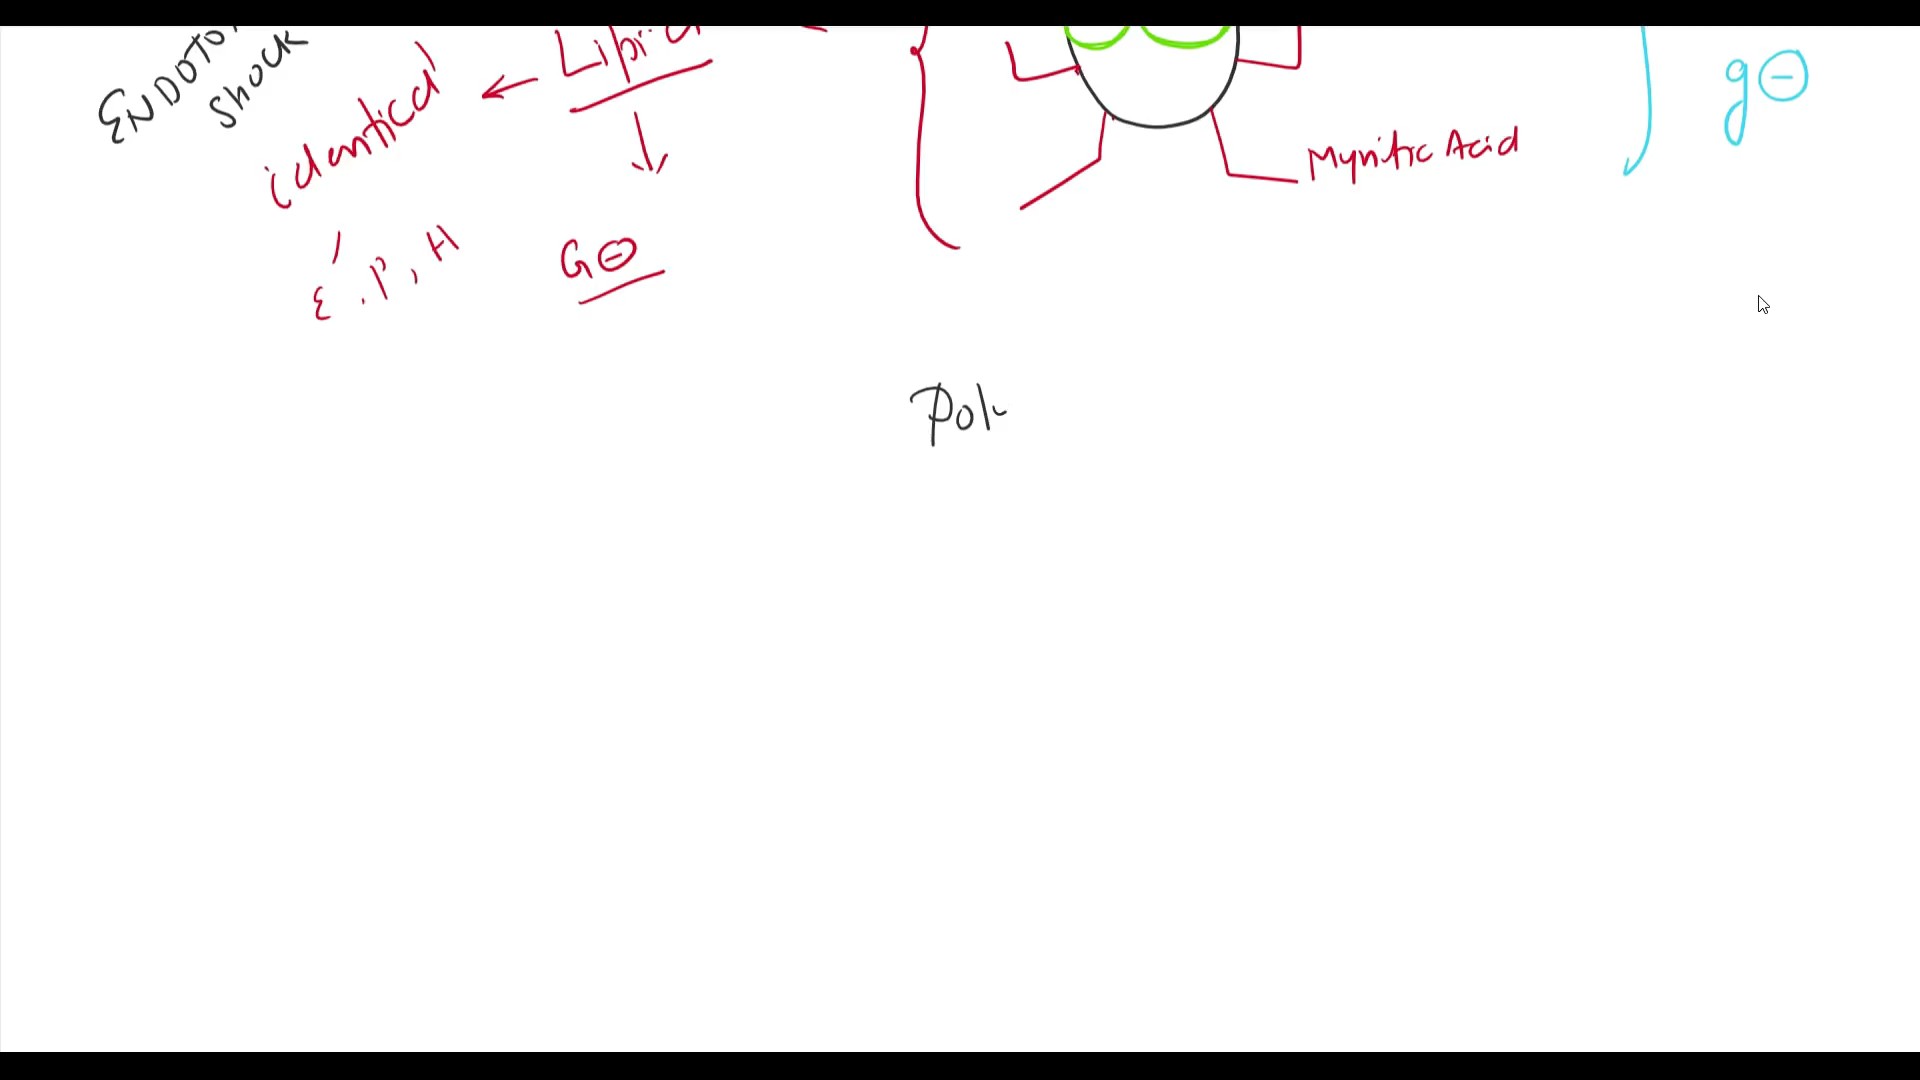 ENDOTO
shock
identical
Lipi
g⊖
Myristic Acid
E, P, H
G⊖
Pol